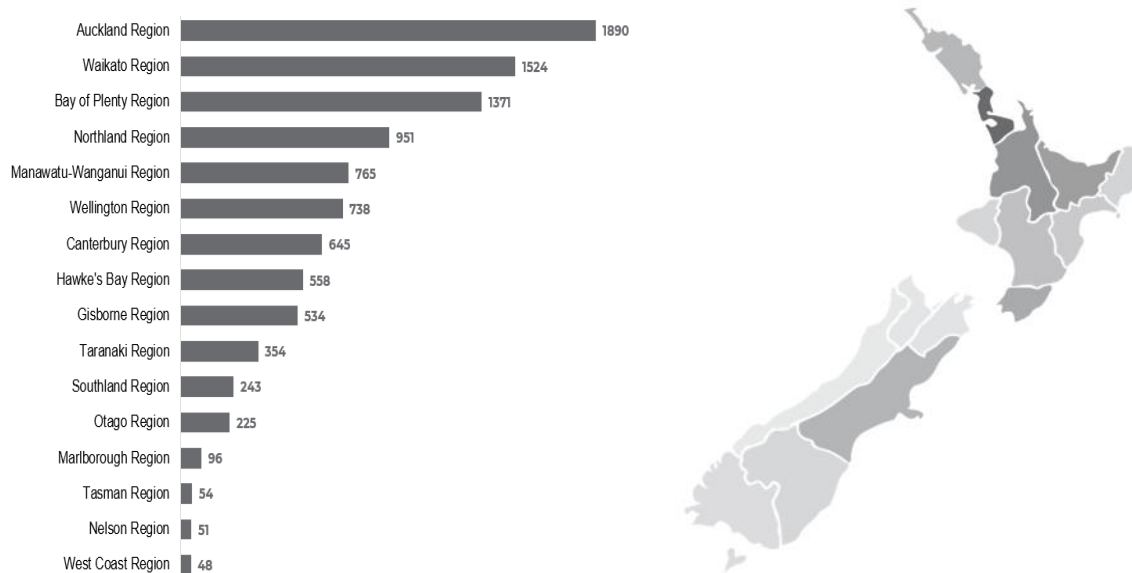 Auckland Region 1890
Waikato Region 1524
Bay of Plenty Region 1371
Northland Region 951
Manawatu-Wanganui Region 765
Wellington Region 738
Canterbury Region 645
Hawke's Bay Region 558
Gisborne Region 534
Taranaki Region 354
Southland Region 243
Otago Region 225
Marlborough Region 96
Tasman Region 54
Nelson Region 51
West Coast Region 48